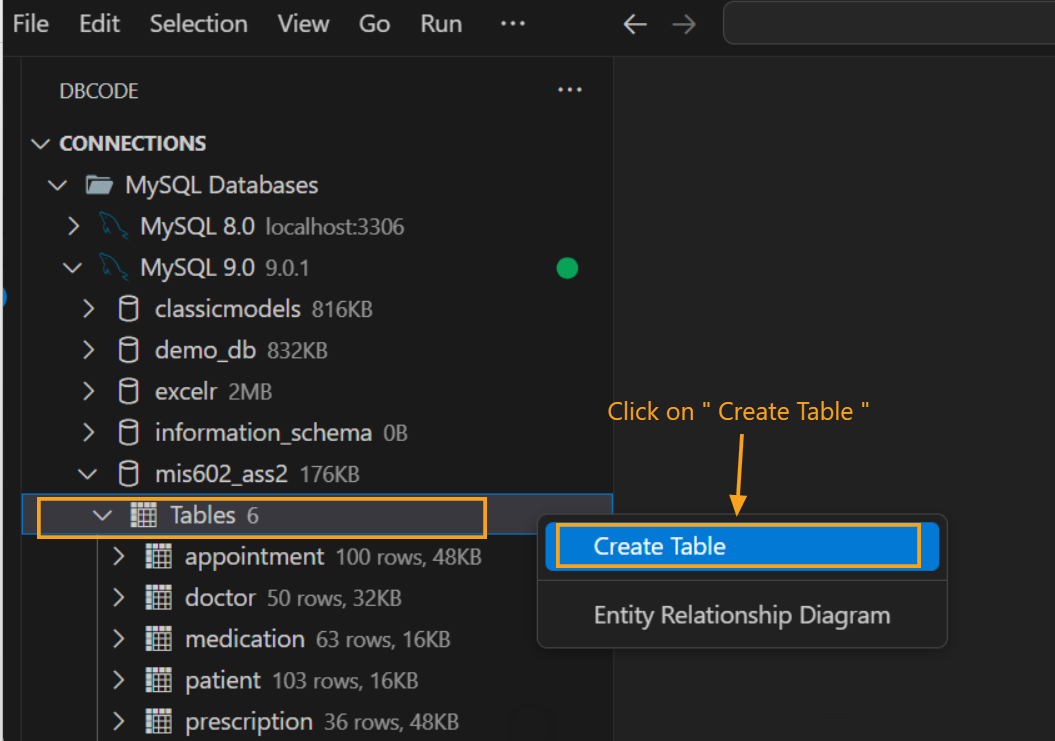 File Edit Selection View Go Run ···
DBCODE ···
CONNECTIONS
MySQL Databases
MySQL 8.0 localhost:3306
MySQL 9.0 9.0.1
classicmodels 816KB
demo_db 832KB
excelr 2MB
Click on " Create Table "
information_schema 0B
mis602_ass2 176KB
Tables 6
Create Table
appointment 100 rows, 48KB
doctor 50 rows, 32KB
Entity Relationship Diagram
medication 63 rows, 16KB
patient 103 rows, 16KB
prescription 36 rows, 48KB